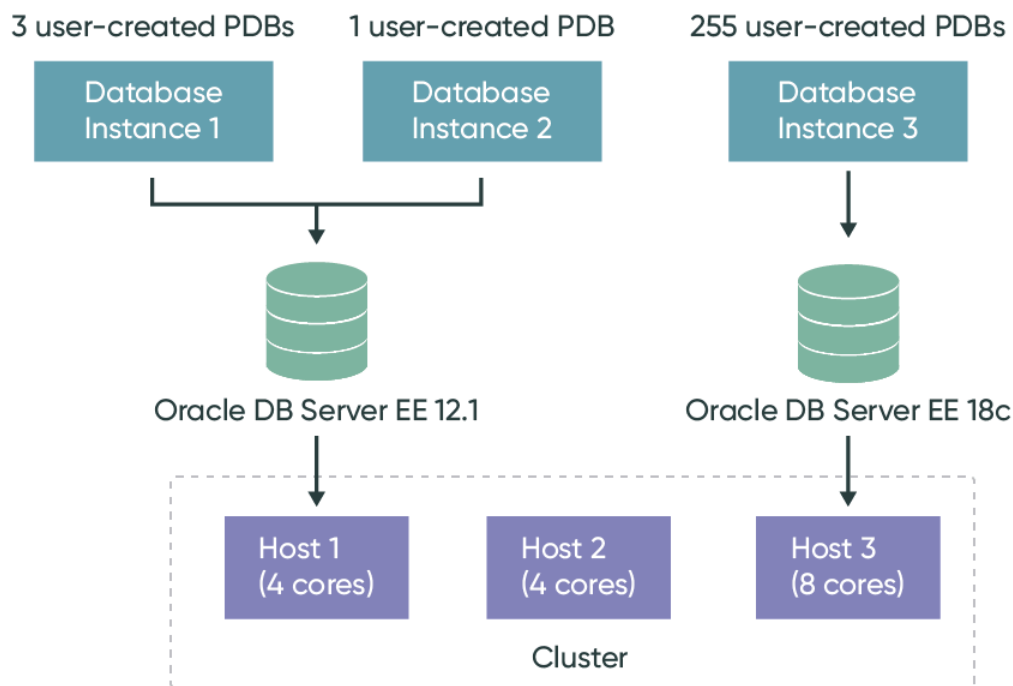 3 user-created PDBs
1 user-created PDB
255 user-created PDBs
Database
Instance 1
Database
Instance 2
Database
Instance 3
Oracle DB Server EE 12.1
Oracle DB Server EE 18c
Host 1
(4 cores)
Host 2
(4 cores)
Host 3
(8 cores)
Cluster